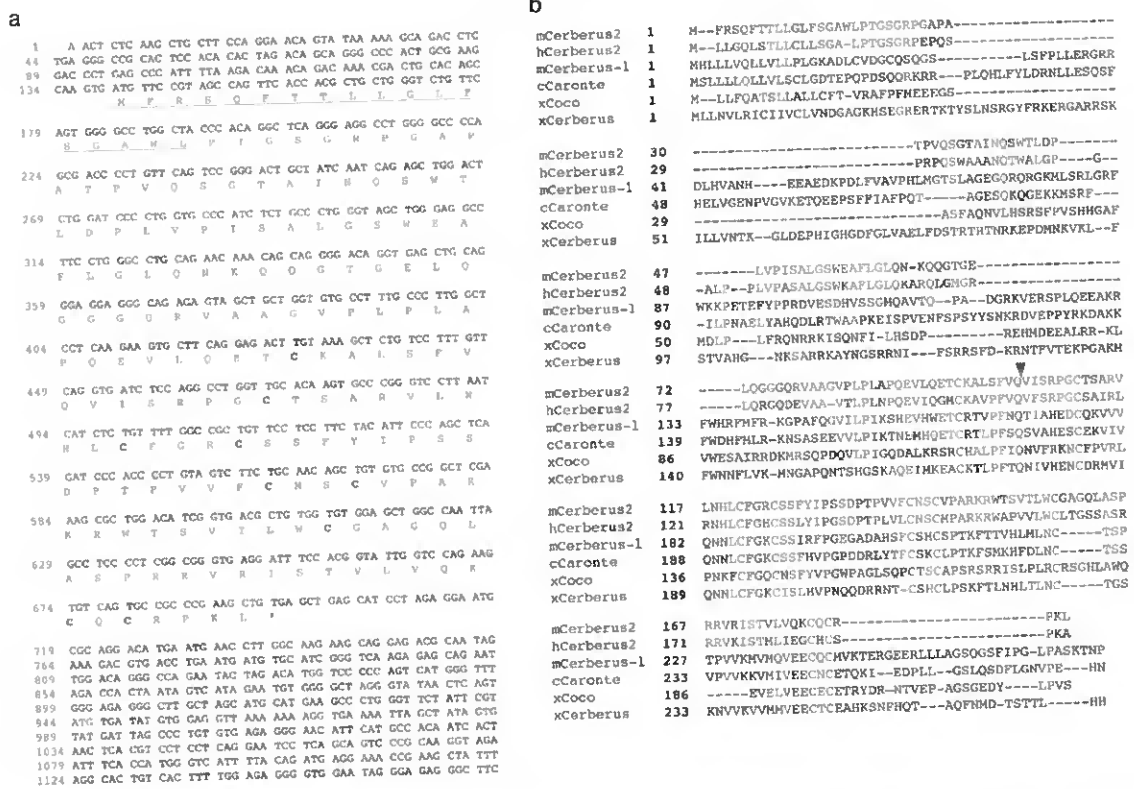 a
1 A ACT CTC AAG CTG CTT CCA GGA ACA GTA TAA AAA GCA GAC CTG
44 TGA GGG CCG CAC TCC ACA CAC TAG ACA GCA GGG CCC ACT GCG AAG
89 GAC CCT GAG CCC ATT TTA AGA CAA ACA GAC AAA CGA CTG CAC AGC
134 CAA GTG ATG TTC CGT AGC CAG TTC ACC ACG CTG CTG GGT CTG TTC
M F R S Q F T T L L G L F
179 AGT GGG GCC TGG CTA CCC ACA GGC TCA GGG AGG CCT GGG GCC CCA
S G A W L P T G S G R P G A P
224 GCG ACC CCT GTT CAG TCC GGG ACT GCT ATC AAT CAG AGC TGG ACT
A T P V Q S G T A I N Q S W T
269 CTG GAT CCC CTG GTG CCC ATC TCT GCC CTG GGT AGC TGG GAG GCC
L D P L V P I S A L G S W E A
314 TTC CTG GGC CTG CAG AAC AAA CAG CAG GGG ACA GGT GAG CTG CAG
F L G L Q N K Q Q G T G E L Q
359 GGA GGA GGG CAG AGA GTA GCT GCT GGT GTG CCT TTG CCC TTG GCT
G G G Q R V A A G V P L P L A
404 CCT CAA GAA GTG CTT CAG GAG ACT TGT AAA GCT CTG TCC TTT GTT
P Q E V L Q E T C K A L S F V
449 CAG GTG ATC TCC AGG CCT GGT TGC ACA AGT GCC CGG GTC CTT AAT
Q V I S R P G C T S A R V L N
494 CAT CTC TGT TTT GGC CGC TGT TCC TCC TTC TAC ATT CCC AGC TCA
H L C F G R C S S F Y I P S S
539 GAT CCC ACC CCT GTA GTC TTC TGC AAC AGC TGT GTG CCG GCT CGA
D P T P V V F C N S C V P A R
584 AAG CGC TGG ACA TCG GTG ACG CTG TGG TGT GGA GCT GGC CAA TTA
K R W T S V T L W C G A G Q L
629 GCC TCC CCT CGG CGG GTG AGG ATT TCC ACG GTA TTG GTC CAG AAG
A S P R R V R I S T V L V Q K
674 TGT CAG TGC CGC CCG AAG CTG TGA GCT GAG CAT CCT AGA GGA ATG
C Q C R P K L *
719 CGC AGG ACA TGA ATG AAC CTT GGC AAG AAG CAG GAG ACG CAA TAG
764 AAA GAC GTG ACC TGA ATG ATG TGC ATC GGG TCA AGA GAG CAG AAT
809 TGG ACA GGG CCA GAA TAC TAG ACA TGG TCC CCC AGT CAT GGG TTT
854 AGA CCA CTA ATA GTC ATA GAA TGT GGG GCT AGG GTA TAA CTC AGT
899 GGG AGA GGG CTT GCT AGC ATG CAT GAA GCC CTG GGT TCT ATT CGT
944 ATG TGA TAT GTG GAG GTT AAA AAA AGG TGA AAA TTA GCT ATA GTG
989 TAT GAT TAG CCC TGT GTG AGA GGG AAC ATT CAT GCC ACA ATC ACT
1034 AAC TCA CGT CCT CCT CAG GAA TCC TCA GCA GTC CCG CAA GGT AGA
1079 ATT TCA CCA TGG GTC ATT TTA CAG ATG AGG AAA CCG AAG CTA TTT
1124 AGG CAC TGT CAC TTT TGG AGA GGG GTG GAA TAG GGA GAG GGC TTC
b
mCerberus2 1 M--FRSQFTTLLGLFSGAWLPTGSGRPGAPA--------------------
hCerberus2 1 M--LLGQLSTLLCLLSGA-LPTGSGRPEPQS--------------------
mCerberus-1 1 MHLLLVQLLVLLPLGKADLCVDGCQSQGS--------LSFPLLERGRR
cCaronte 1 MSLLLLQLLVLSCLGDTEPQPDSQQRKRR---PLQHLFYLDRNLLESQSF
xCoco 1 M--LLFQATSLLALLCFT-VRAFPFMEEEGS--------------------
xCerberus 1 MLLNVLRICIIVCLVNDGAGKHSEGRERTKTYSLNSRGYFRKERGARRSK
mCerberus2 30 --------------------TPVQSGTAINQSWTLDP-------
hCerberus2 29 --------------------PRPQSWAAANQTWALGP----G--
mCerberus-1 41 DLHVANH----EEAEDKPDLFVAVPHLMGTSLAGEGQRQRGKMLSRLGRF
cCaronte 48 HELVGENPVGVKETQEEPSFFIAFPQT-------AGESQKQGEKKMSRF-
xCoco 29 --------------------ASFAQNVLHSRSFPVSHHGAF
xCerberus 51 ILLVNTK---GLDEPHIGHGDFGLVAELFDSTRTHTNRKEPDMNKVKL--F
mCerberus2 47 -------LVPISALGSWEAFLGLQN-KQQGTGE--------------
hCerberus2 48 -ALP--PLVPASALGSWKAFLGLQKARQLGMGR--------------
mCerberus-1 87 WKKPETEFYPPRDVESDHVSSGMQAVTQ---PA--DGRKVERSPLQEEAKR
cCaronte 90 -ILPNAELYAHQDLRTWAAPKEISPVENFSPSYYSNKRDVEPPYRKDAKK
xCoco 50 MDLP---LFRQNRRKISQNFI-LHSDP-------REHMDEEALRR-KL
xCerberus 97 STVAHG---NKSARRKAYNGSRRNI---FSRRSFD-KRNTFVTEKPGAKH
mCerberus2 72 -----LQGGGQRVAAGVPLPLAPQEVLQETCKALSFVQVISRPGCTSARV
hCerberus2 77 -----LQRGQDEVAA-VTLPLNPQEVIQGMCKAVPFVQVFSRPGCSAIRL
mCerberus-1 133 FWHRFMFR-KGPAFQGVILPIKSHEVHWETCRTVPFNQTIAHEDCQKVVV
cCaronte 139 FWDHFMLR-KNSASEEVVLPIKTNEMHQETCRTLPFSQSVAHESCEKVIV
xCoco 86 VWESAIRRDKMRSQPDQVLPIGQDALKRSRCHALPFIQNVFRKNCFPVRL
xCerberus 140 FWNNFLVK-MNGAPQNTSHGSKAQEIMKEACKTLPFTQNIVHENCDRMVI
mCerberus2 117 LNHLCFGRCSSFYIPSSDPTPVVFCNSCVPARKRWTSVTLWCGAGQLASP
hCerberus2 121 RNHLCFGHCSSLYIPGSDPTPLVLCNSCMPARKRWAPVVLWCLTGSSASR
mCerberus-1 182 QNNLCFGKCSSIRFPGEGADAHSFCSHCSPTKFTTVHLMLNC-----TSP
cCaronte 188 QNNLCFGKCSSFHVPGPDDRLYTFCSKCLPTKFSMKHFDLNC-----TSS
xCoco 136 PNKFCFGQCNSFYVPGWPAGLSQPCTSCAPSRSRRISLPLRCRSGHLAWQ
xCerberus 189 QNNLCFGKCISLHVPNQQDRRNT-CSHCLPSKFTLNHLTLNC-----TGS
mCerberus2 167 RRVRISTVLVQKCQCR--------------------PKL
hCerberus2 171 RRVKISTMLIEGCHCS--------------------PKA
mCerberus-1 227 TPVVKMVMQVEECQCMVKTERGEERLLLAGSQGSFIPG-LPASKTNP
cCaronte 233 VPVVKKVMIVEECNCETQKI---EDPLL---GSLQSDFLGNVPE---HN
xCoco 186 -----EVELVEECECETRYDR-NTVEP-AGSGEDY----LPVS
xCerberus 233 KNVVKVVMMVEECTCEAHKSNFHQT---AQFNMD-TSTTL----HH